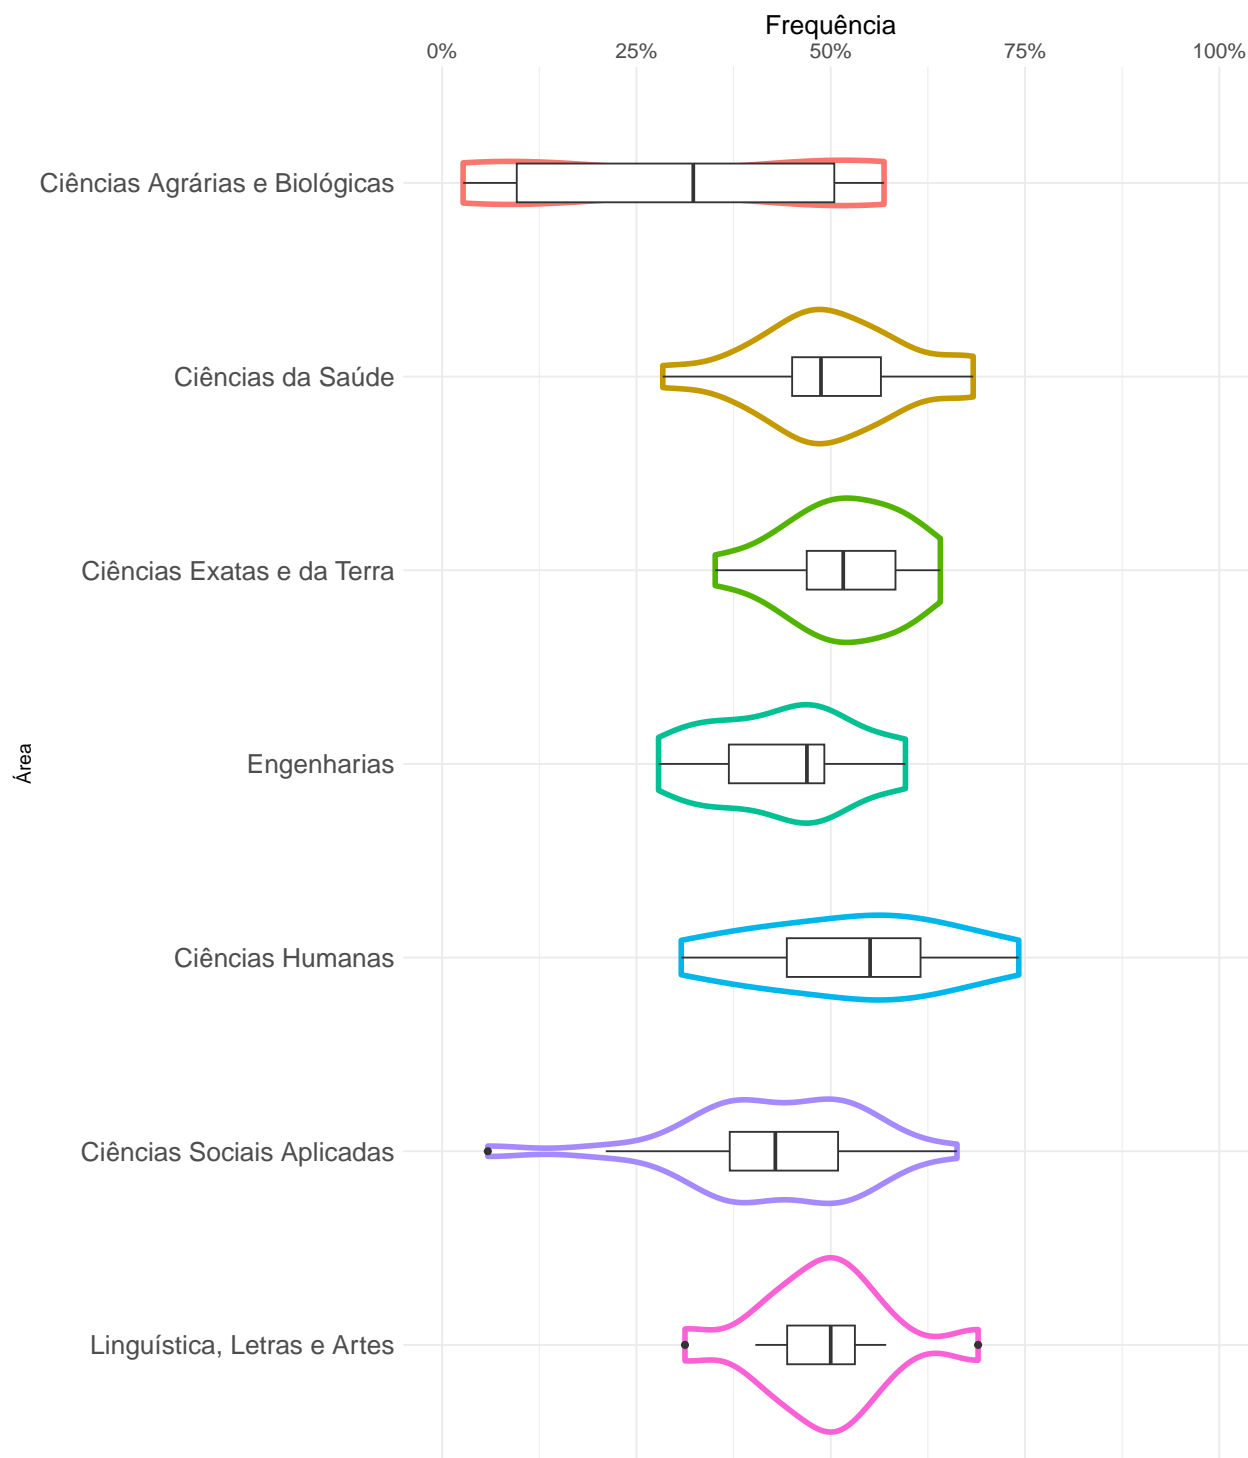 Frequência
0% 25% 50% 75% 100%
Ciências Agrárias e Biológicas
Ciências da Saúde
Ciências Exatas e da Terra
Área
Engenharias
Ciências Humanas
Ciências Sociais Aplicadas
Linguística, Letras e Artes